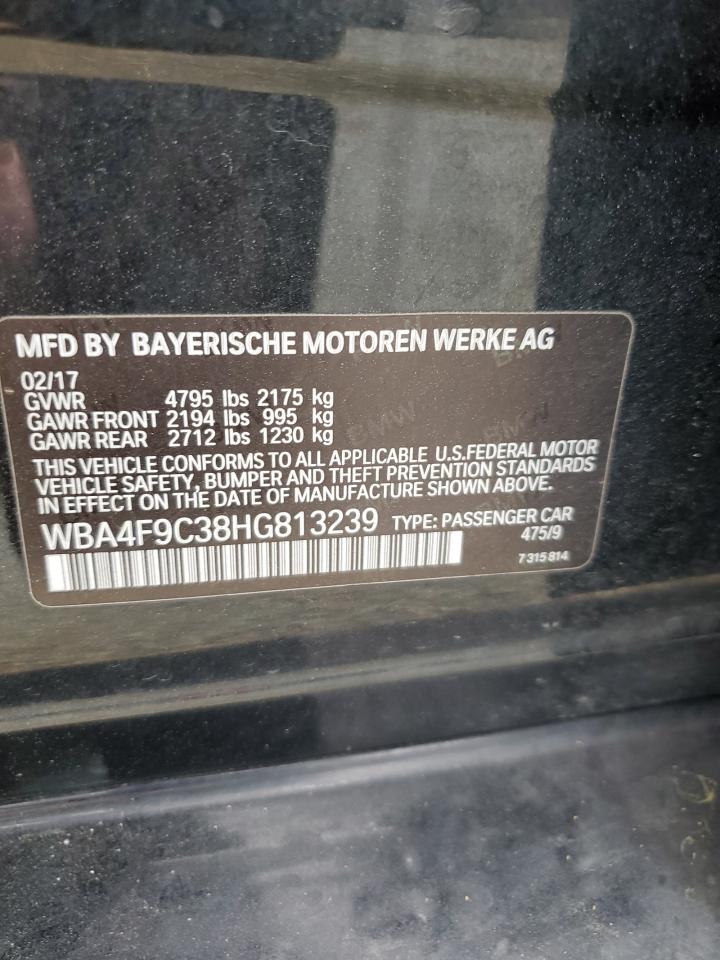 MFD BY BAYERISCHE MOTOREN WERKE AG
02/17
GVWR 4795 lbs 2175 kg
GAWR FRONT 2194 lbs 995 kg
GAWR REAR 2712 lbs 1230 kg
THIS VEHICLE CONFORMS TO ALL APPLICABLE U.S.FEDERAL MOTOR
VEHICLE SAFETY, BUMPER AND THEFT PREVENTION STANDARDS
IN EFFECT ON THE DATE OF MANUFACTURE SHOWN ABOVE.
WBA4F9C38HG813239 TYPE: PASSENGER CAR
475/9
7 315 814
BMW
BMW
BMW